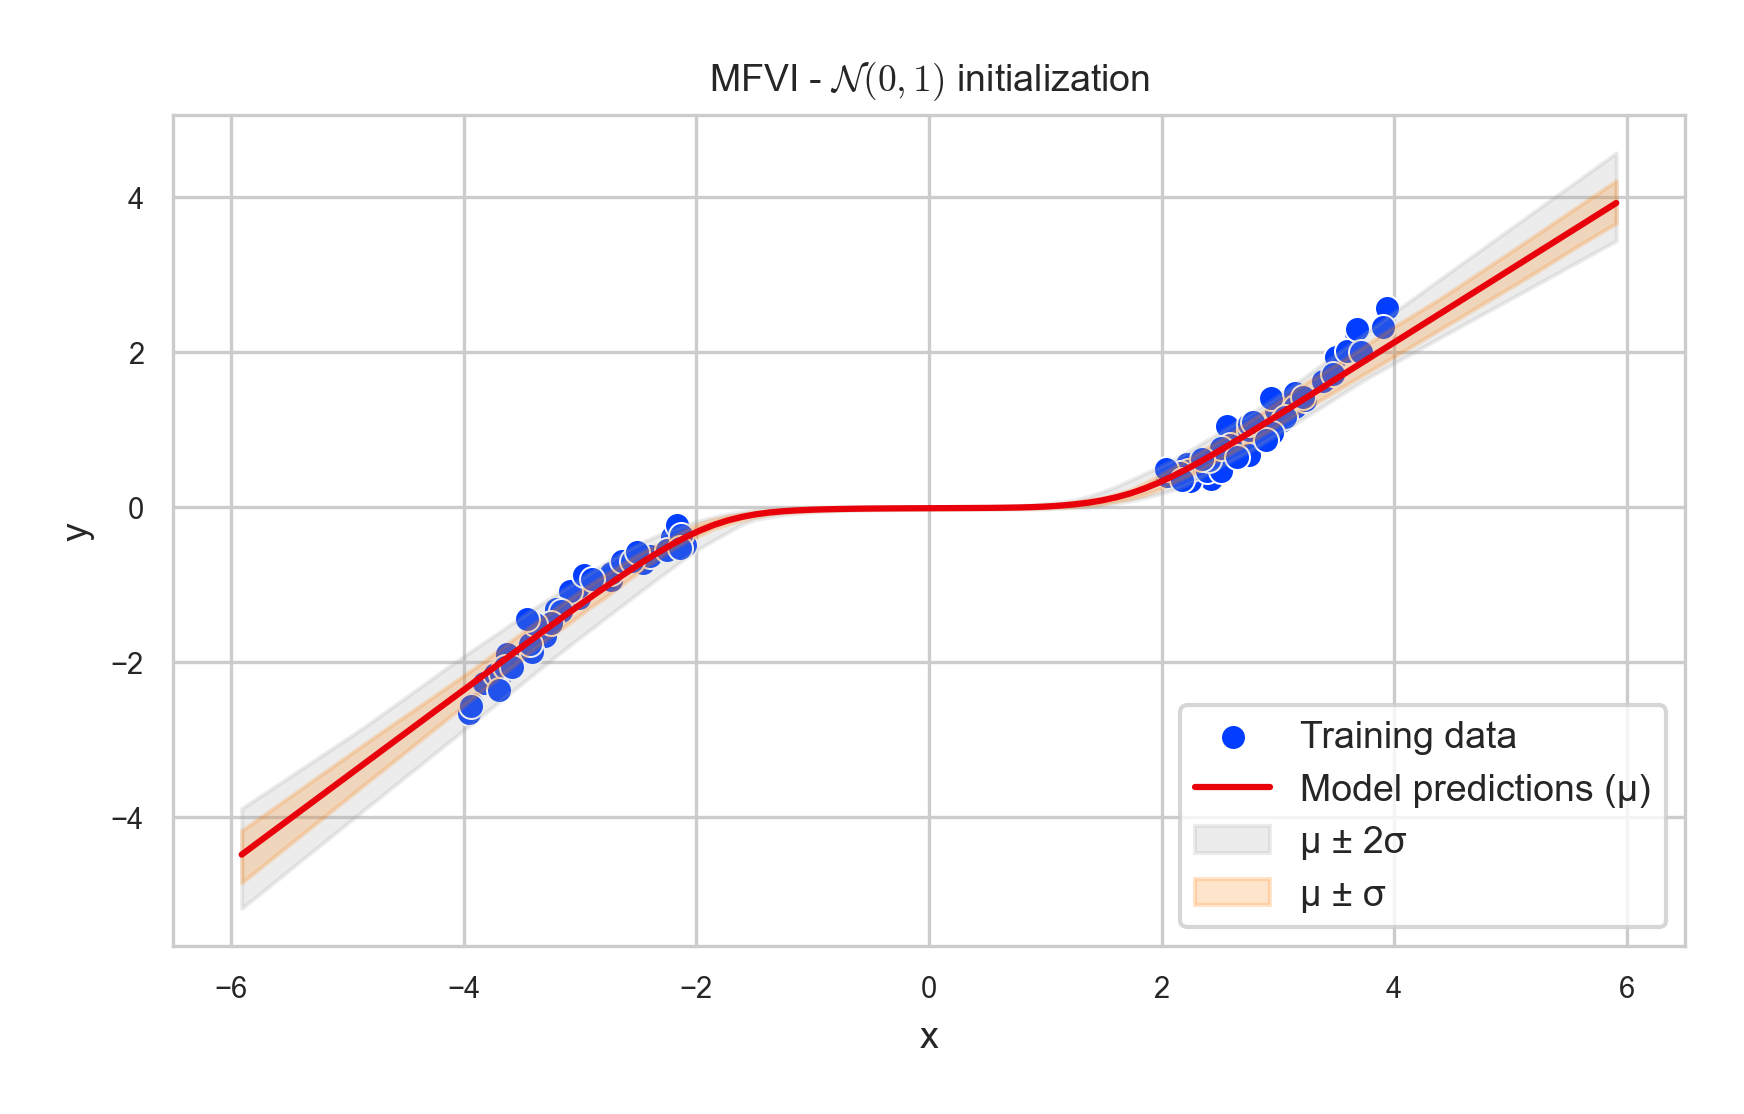 MFVI - 𝒩(0, 1) initialization
4
2
0
−2
−4
y
−6
−4
−2
0
2
4
6
x
Training data
Model predictions (μ)
μ ± 2σ
μ ± σ